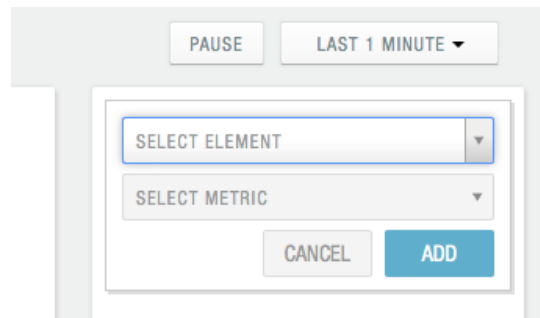 PAUSE
LAST 1 MINUTE
SELECT ELEMENT
SELECT METRIC
CANCEL
ADD